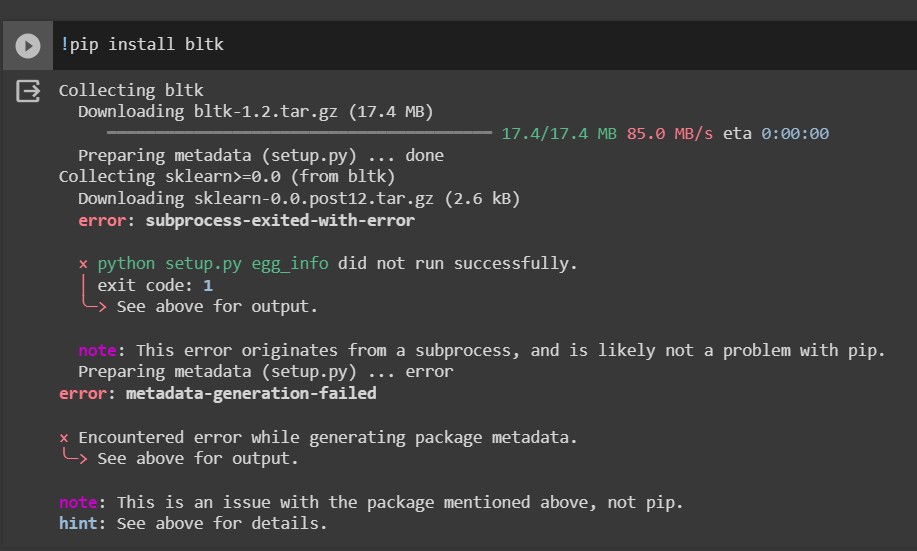 !pip install bltk
Collecting bltk
Downloading bltk-1.2.tar.gz (17.4 MB)
17.4/17.4 MB 85.0 MB/s eta 0:00:00
Preparing metadata (setup.py) ... done
Collecting sklearn>=0.0 (from bltk)
Downloading sklearn-0.0.post12.tar.gz (2.6 kB)
error: subprocess-exited-with-error
× python setup.py egg_info did not run successfully.
│ exit code: 1
╰─> See above for output.
note: This error originates from a subprocess, and is likely not a problem with pip.
Preparing metadata (setup.py) ... error
error: metadata-generation-failed
× Encountered error while generating package metadata.
╰─> See above for output.
note: This is an issue with the package mentioned above, not pip.
hint: See above for details.